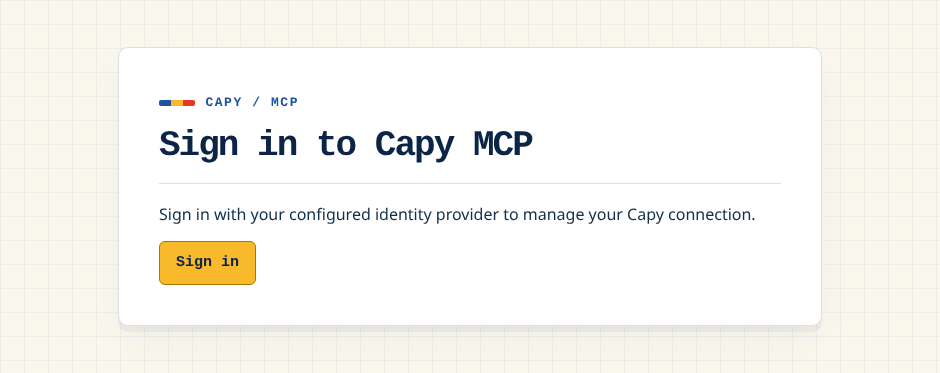 CAPY / MCP
Sign in to Capy MCP
Sign in with your configured identity provider to manage your Capy connection.
Sign in